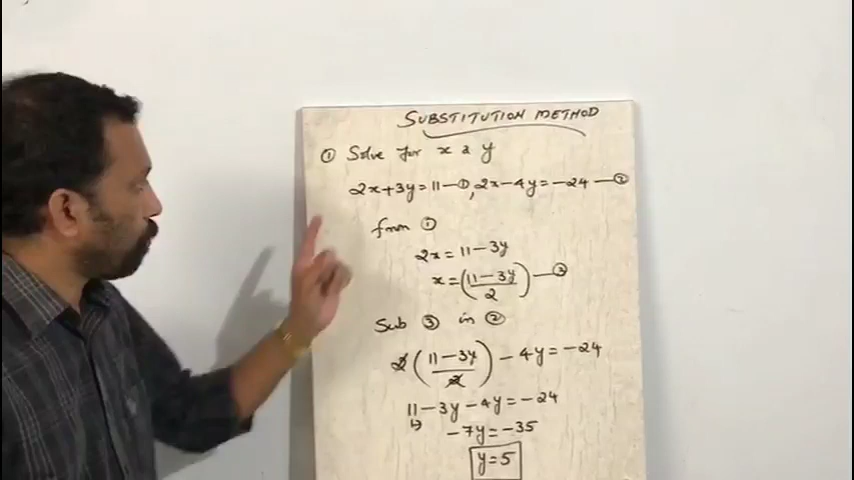 SUBSTITUTION METHOD
① Solve for x & y
2x+3y=11—①, 2x-4y=-24—②
from ①
2x=11-3y
x=(11-3y/2)—③
Sub ③ in ②
2(11-3y/2)-4y=-24
11-3y-4y=-24
-7y=-35
y=5